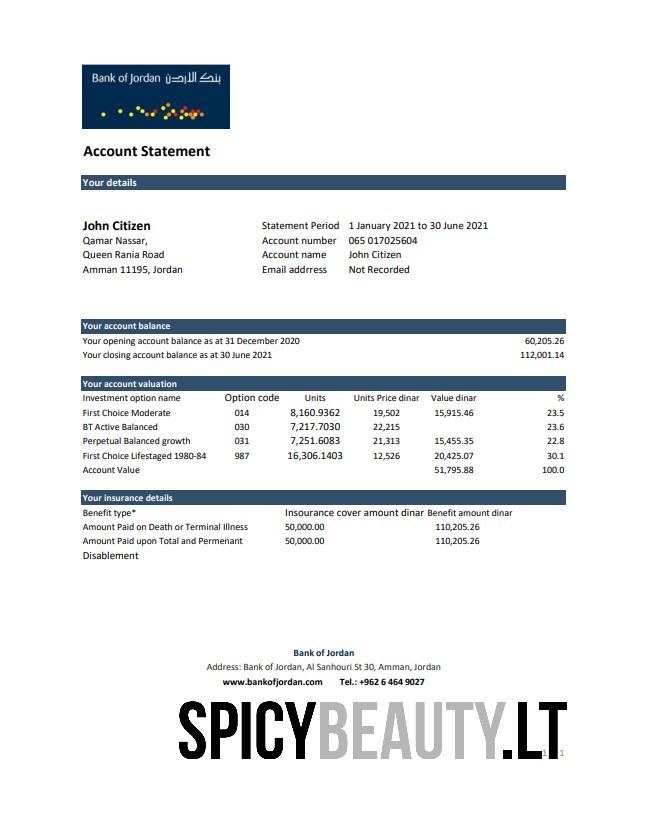 Bank of Jordan بنك الاردن
Account Statement
Your details
John Citizen
Qamar Nassar,
Queen Rania Road
Amman 11195, Jordan
Statement Period 1 January 2021 to 30 June 2021
Account number 065 017025604
Account name John Citizen
Email addrress Not Recorded
Your account balance
Your opening account balance as at 31 December 2020 60,205.26
Your closing account balance as at 30 June 2021 112,001.14
Your account valuation
Investment option name Option code Units Units Price dinar Value dinar %
First Choice Moderate 014 8,160.9362 19,502 15,915.46 23.5
BT Active Balanced 030 7,217.7030 22,215 23.6
Perpetual Balanced growth 031 7,251.6083 21,313 15,455.35 22.8
First Choice Lifestaged 1980-84 987 16,306.1403 12,526 20,425.07 30.1
Account Value 51,795.88 100.0
Your insurance details
Benefit type* Insourance cover amount dinar Benefit amount dinar
Amount Paid on Death or Terminal Illness 50,000.00 110,205.26
Amount Paid upon Total and Permenant 50,000.00 110,205.26
Disablement
Bank of Jordan
Address: Bank of Jordan, Al Sanhouri St 30, Amman, Jordan
www.bankofjordan.com Tel.: +962 6 464 9027
SPICYBEAUTY.LT